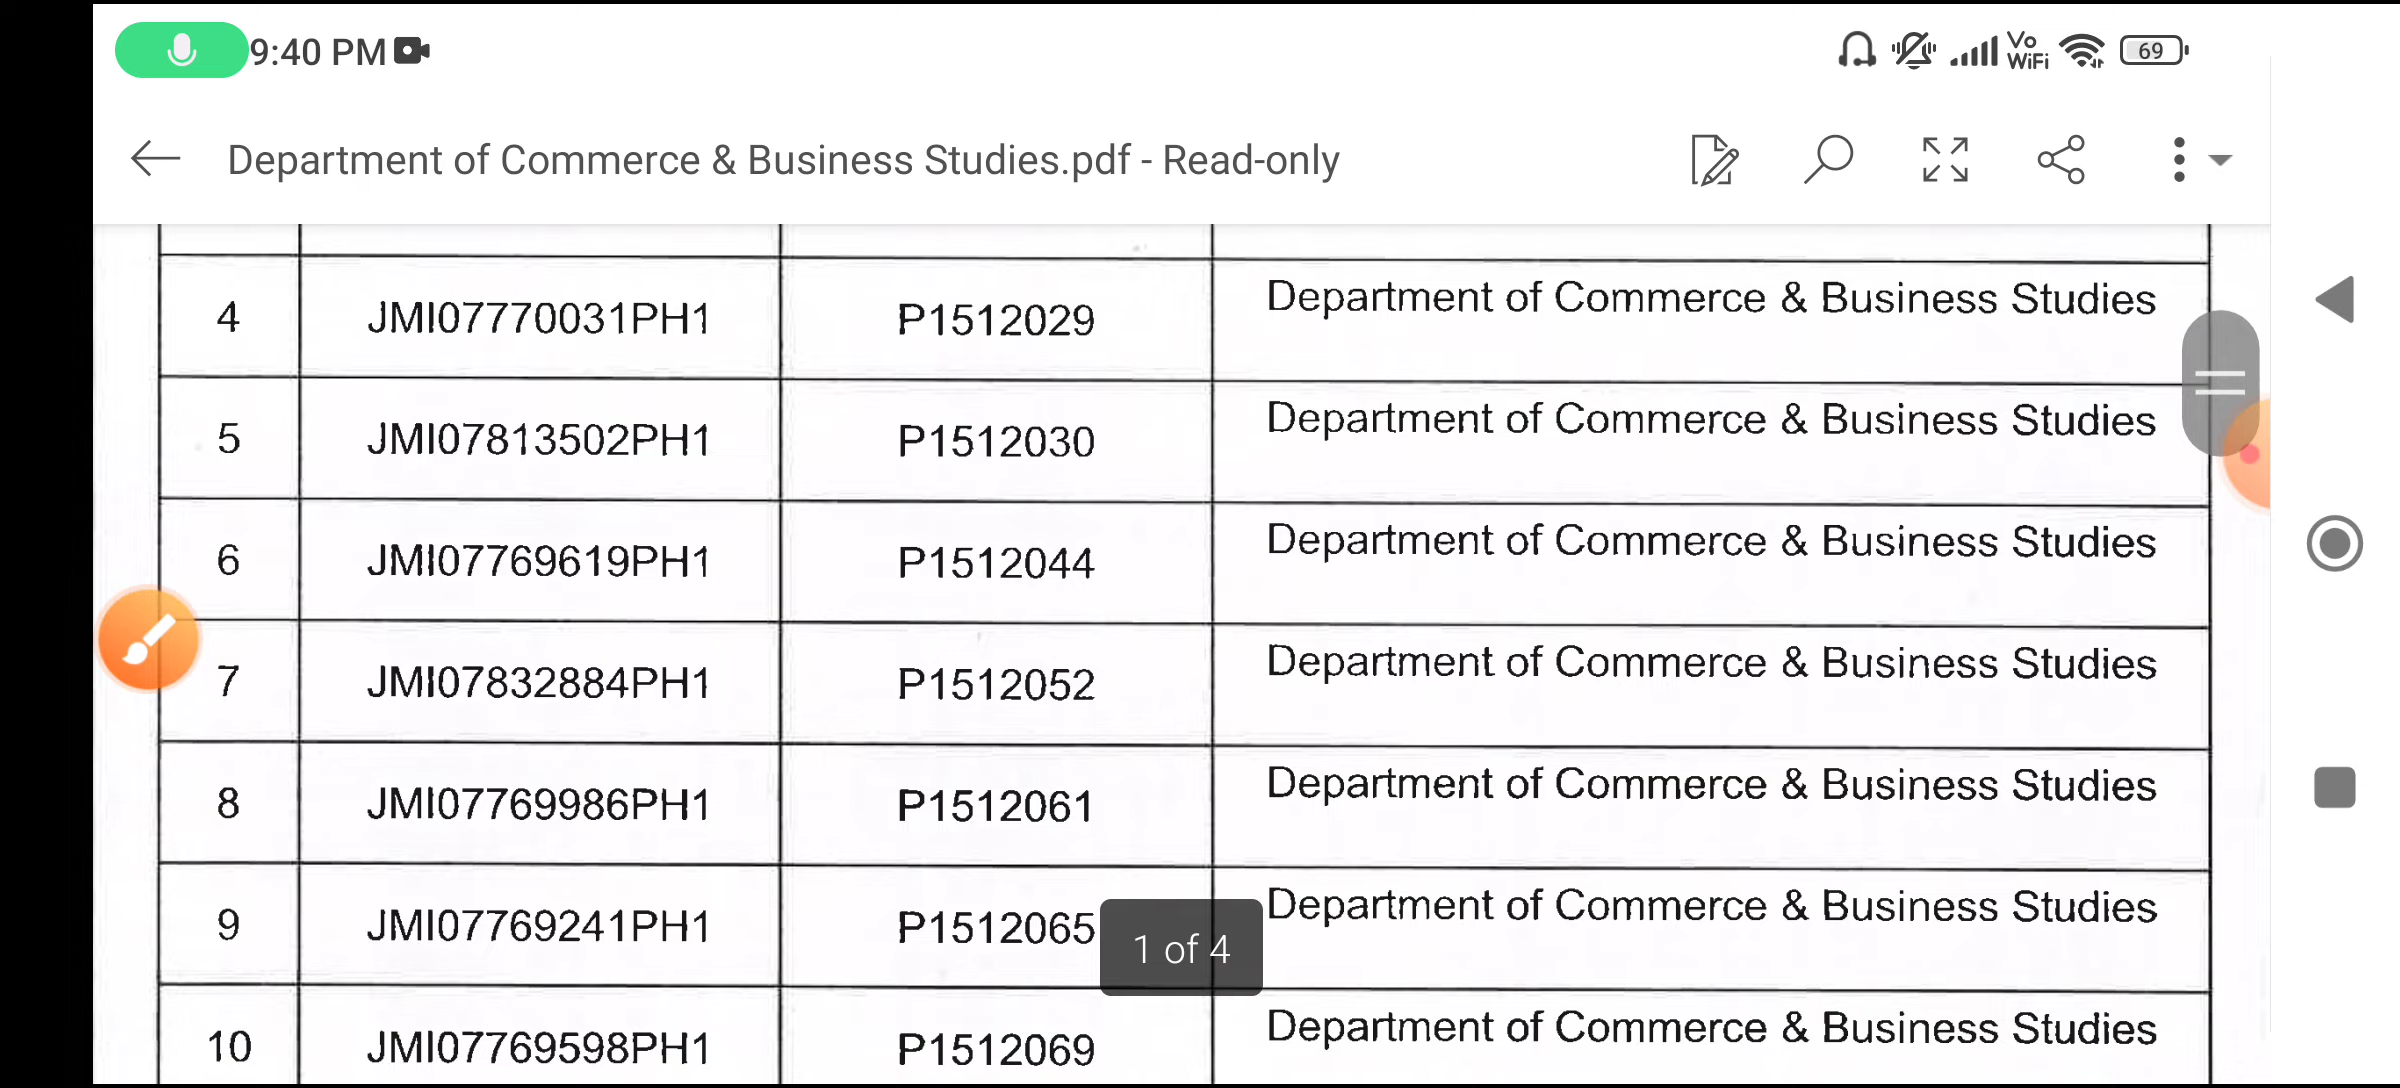 9:40 PM
Vo
WiFi
69
Department of Commerce & Business Studies.pdf - Read-only
4 JMI07770031PH1 P1512029 Department of Commerce & Business Studies
5 JMI07813502PH1 P1512030 Department of Commerce & Business Studies
6 JMI07769619PH1 P1512044 Department of Commerce & Business Studies
7 JMI07832884PH1 P1512052 Department of Commerce & Business Studies
8 JMI07769986PH1 P1512061 Department of Commerce & Business Studies
9 JMI07769241PH1 P1512065 Department of Commerce & Business Studies
1 of 4
10 JMI07769598PH1 P1512069 Department of Commerce & Business Studies